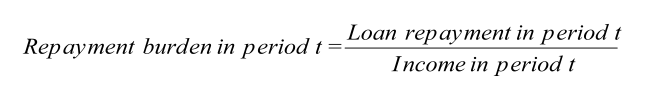 Repayment burden in period t = Loan repayment in period t
Income in period t